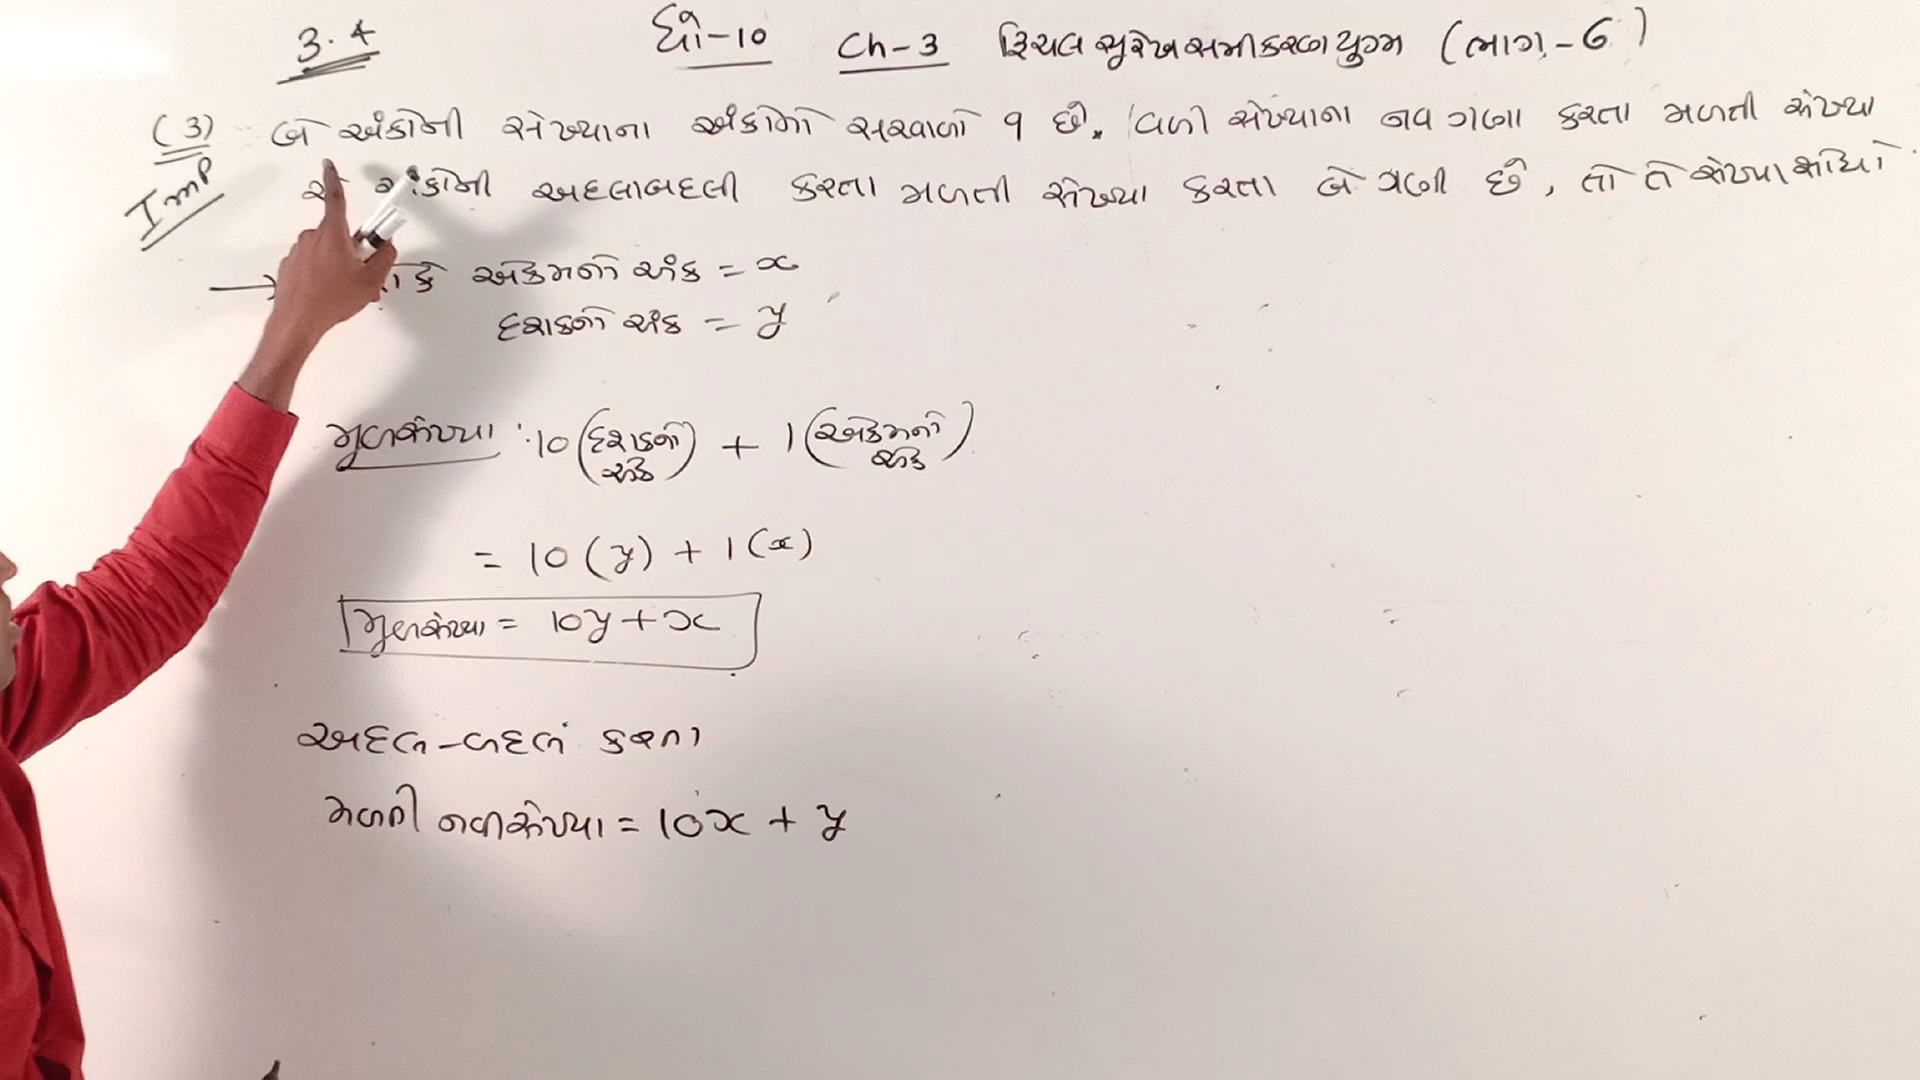 3.4 ધો-10 Ch-3 દ્વિચલ સુરેખ સમીકરણ યુગ્મ (ભાગ-6)
(3) બે અંકોની સંખ્યાના અંકોનો સરવાળો 9 છે. વળી સંખ્યાના નવ ગણા કરતા મળતી સંખ્યા
Imp અંકોની અદલાબદલી કરતા મળતી સંખ્યા કરતા બે ગણી છે, તો તે સંખ્યા શોધો.
→ કે એકમનો અંક = x
દશકનો અંક = y
મુળસંખ્યા : 10 (દશકનો અંક) + 1 (એકમનો અંક)
= 10 (y) + 1 (x)
મુળસંખ્યા = 10y + x
અદલ-બદલ કરતા
મળતી નવીસંખ્યા = 10x + y